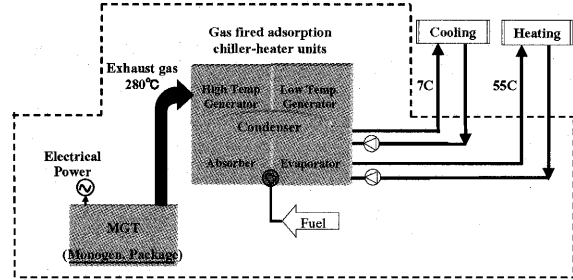 Gas fired adsorption
chiller-heater units
Cooling
Heating
Exhaust gas
280℃
7C
55C
High Temp.
Generator
Low Temp.
Generator
Condenser
Absorber
Evaporator
Electrical
Power
MGT
(Monogen. Package)
Fuel